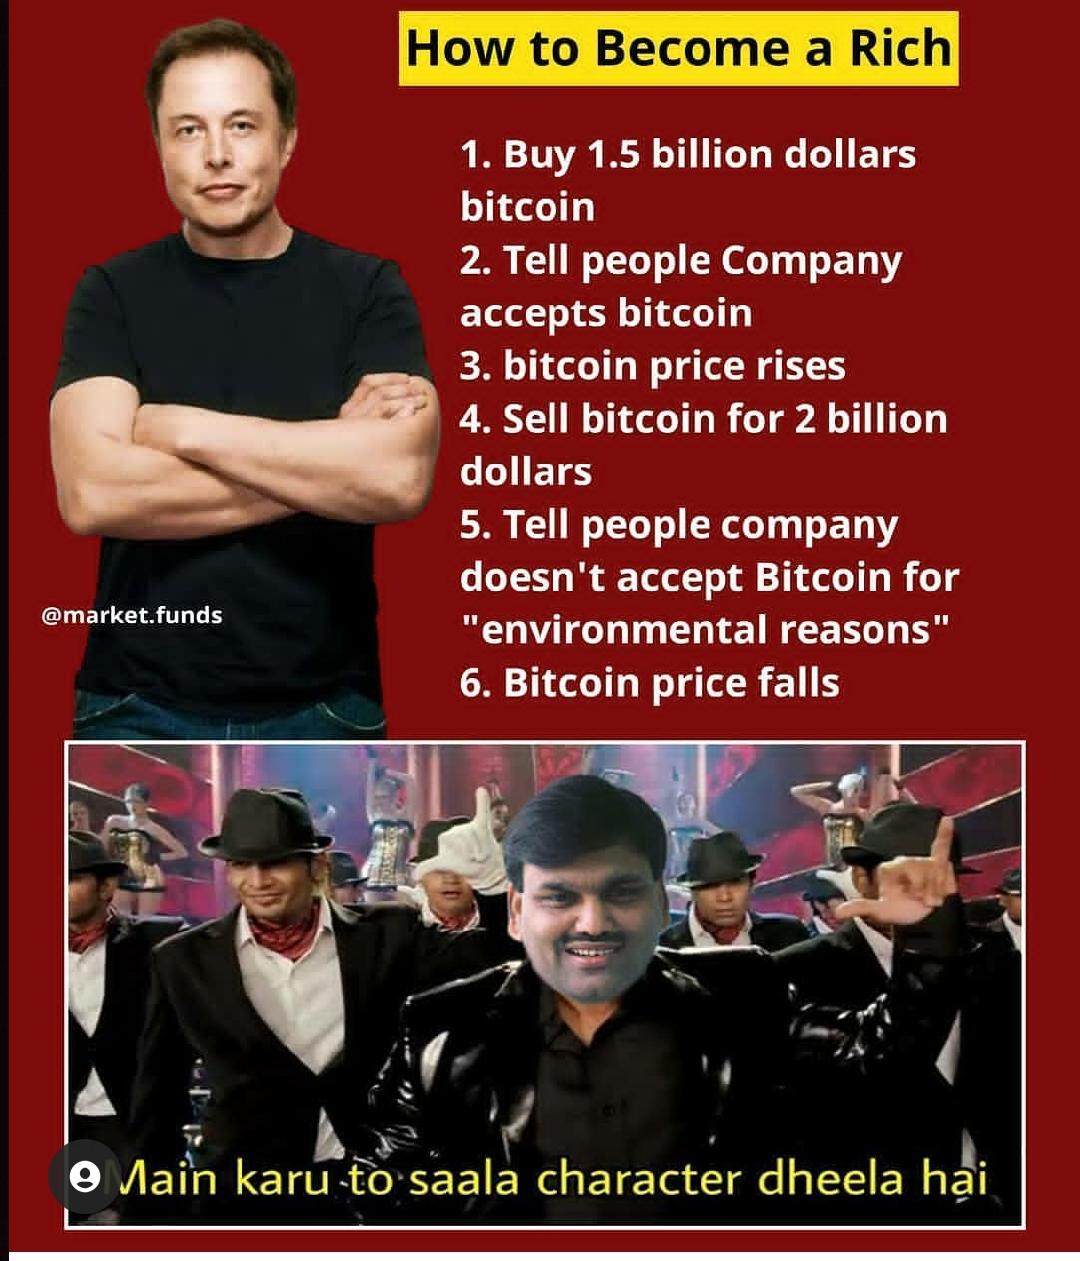 How to Become a Rich
1. Buy 1.5 billion dollars
bitcoin
2. Tell people Company
accepts bitcoin
3. bitcoin price rises
4. Sell bitcoin for 2 billion
dollars
5. Tell people company
doesn't accept Bitcoin for
"environmental reasons"
6. Bitcoin price falls
@market.funds
Main karu to saala character dheela hai